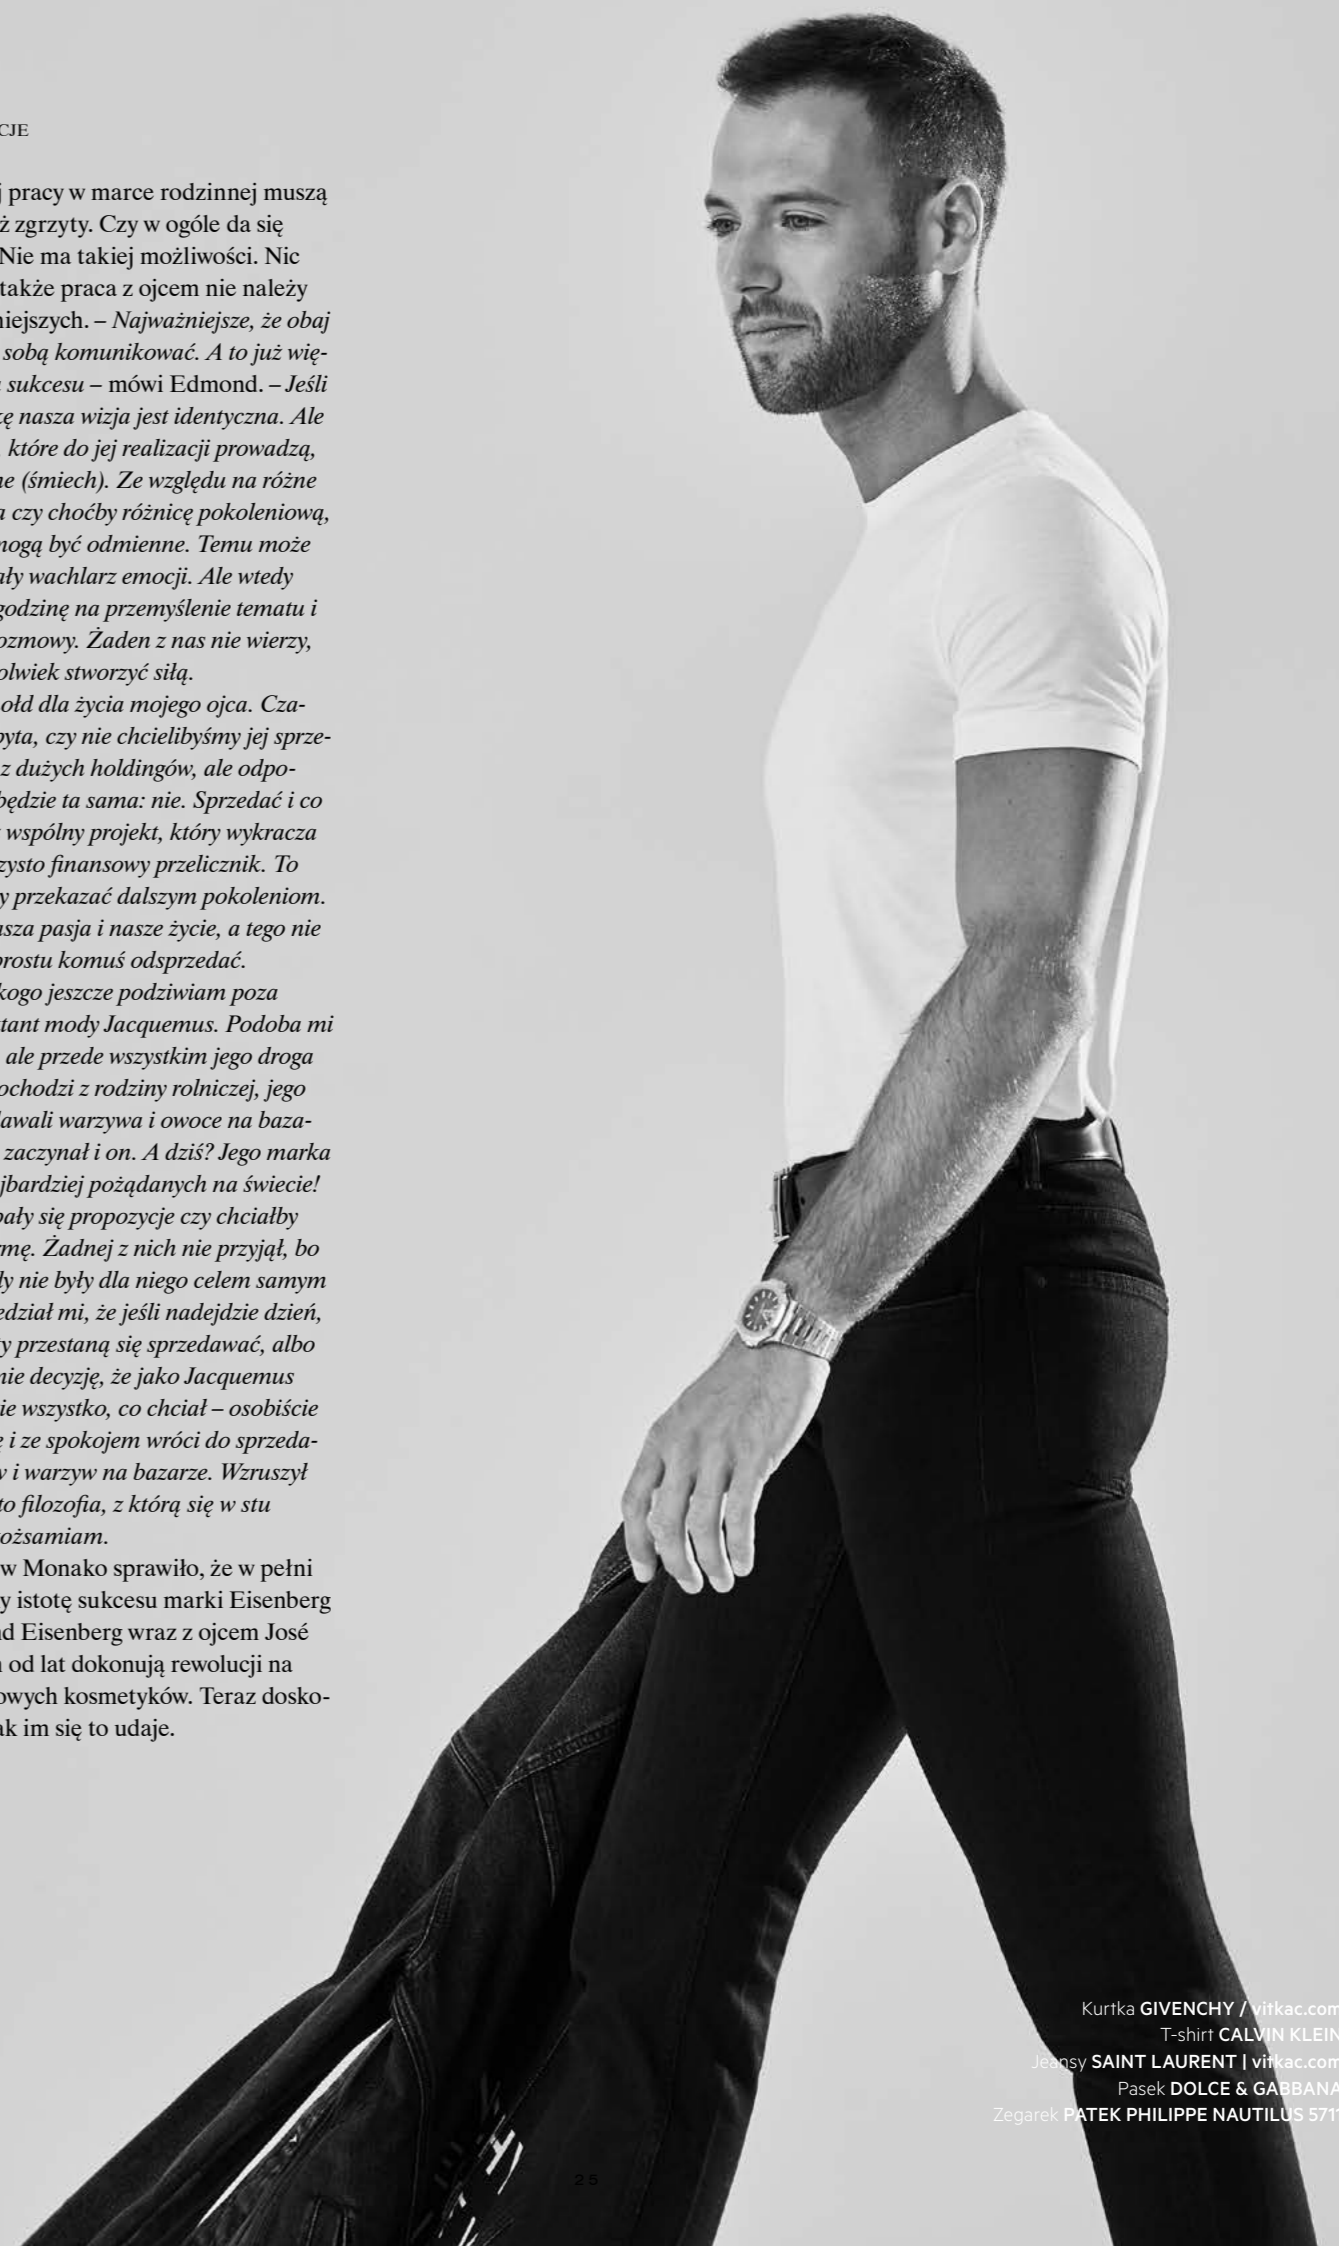 CJE
j pracy w marce rodzinnej muszą
ż zgrzyty. Czy w ogóle da się
Nie ma takiej możliwości. Nic
także praca z ojcem nie należy
niejszych. – Najważniejsze, że obaj
sobą komunikować. A to już wię-
sukcesu – mówi Edmond. – Jeśli
kę nasza wizja jest identyczna. Ale
które do jej realizacji prowadzą,
ne (śmiech). Ze względu na różne
a czy choćby różnicę pokoleniową,
mogą być odmienne. Temu może
ały wachlarz emocji. Ale wtedy
godzinę na przemyślenie tematu i
ozmowy. Żaden z nas nie wierzy,
olwiek stworzyć siłą.
ołd dla życia mojego ojca. Cza-
pyta, czy nie chcielibyśmy jej sprze-
z dużych holdingów, ale odpo-
będzie ta sama: nie. Sprzedać i co
wspólny projekt, który wykracza
zysto finansowy przelicznik. To
y przekazać dalszym pokoleniom.
asza pasja i nasze życie, a tego nie
prostu komuś odsprzedać.
kogo jeszcze podziwiam poza
ktant mody Jacquemus. Podoba mi
ale przede wszystkim jego droga
ochodzi z rodziny rolniczej, jego
dawali warzywa i owoce na baza-
zaczynał i on. A dziś? Jego marka
jbardziej pożądanych na świecie!
pały się propozycje czy chciałby
rmę. Żadnej z nich nie przyjął, bo
dy nie były dla niego celem samym
edział mi, że jeśli nadejdzie dzień,
ty przestaną się sprzedawać, albo
nie decyzję, że jako Jacquemus
ie wszystko, co chciał – osobiście
ę i ze spokojem wróci do sprzeda-
w i warzyw na bazarze. Wzruszył
to filozofia, z którą się w stu
ożsamiam.
w Monako sprawiło, że w pełni
y istotę sukcesu marki Eisenberg
nd Eisenberg wraz z ojcem José
od lat dokonują rewolucji na
owych kosmetyków. Teraz dosko-
ak im się to udaje.
Kurtka GIVENCHY / vitkac.com
T-shirt CALVIN KLEIN
Jeansy SAINT LAURENT | vitkac.com
Pasek DOLCE & GABBANA
Zegarek PATEK PHILIPPE NAUTILUS 5711
25